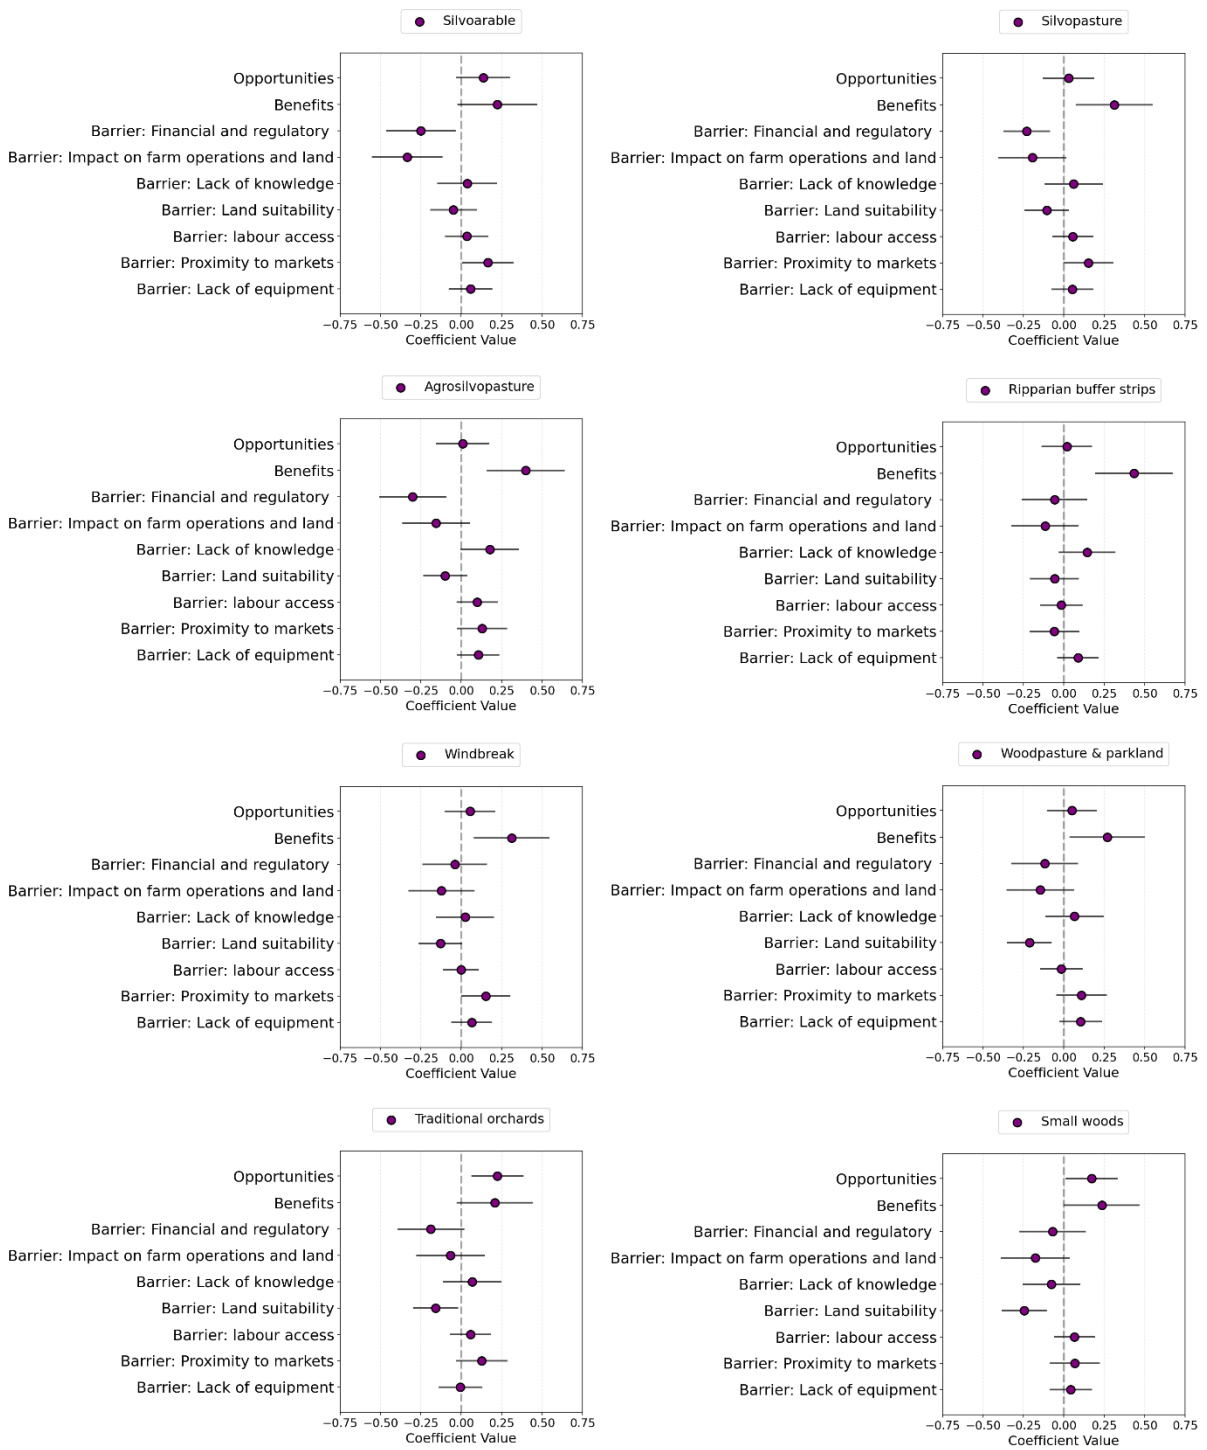 Silvoarable
Opportunities
Benefits
Barrier: Financial and regulatory
Barrier: Impact on farm operations and land
Barrier: Lack of knowledge
Barrier: Land suitability
Barrier: labour access
Barrier: Proximity to markets
Barrier: Lack of equipment
−0.75 −0.50 −0.25 0.00 0.25 0.50 0.75
Coefficient Value
Silvopasture
Opportunities
Benefits
Barrier: Financial and regulatory
Barrier: Impact on farm operations and land
Barrier: Lack of knowledge
Barrier: Land suitability
Barrier: labour access
Barrier: Proximity to markets
Barrier: Lack of equipment
−0.75 −0.50 −0.25 0.00 0.25 0.50 0.75
Coefficient Value
Agrosilvopasture
Opportunities
Benefits
Barrier: Financial and regulatory
Barrier: Impact on farm operations and land
Barrier: Lack of knowledge
Barrier: Land suitability
Barrier: labour access
Barrier: Proximity to markets
Barrier: Lack of equipment
−0.75 −0.50 −0.25 0.00 0.25 0.50 0.75
Coefficient Value
Ripparian buffer strips
Opportunities
Benefits
Barrier: Financial and regulatory
Barrier: Impact on farm operations and land
Barrier: Lack of knowledge
Barrier: Land suitability
Barrier: labour access
Barrier: Proximity to markets
Barrier: Lack of equipment
−0.75 −0.50 −0.25 0.00 0.25 0.50 0.75
Coefficient Value
Windbreak
Opportunities
Benefits
Barrier: Financial and regulatory
Barrier: Impact on farm operations and land
Barrier: Lack of knowledge
Barrier: Land suitability
Barrier: labour access
Barrier: Proximity to markets
Barrier: Lack of equipment
−0.75 −0.50 −0.25 0.00 0.25 0.50 0.75
Coefficient Value
Woodpasture & parkland
Opportunities
Benefits
Barrier: Financial and regulatory
Barrier: Impact on farm operations and land
Barrier: Lack of knowledge
Barrier: Land suitability
Barrier: labour access
Barrier: Proximity to markets
Barrier: Lack of equipment
−0.75 −0.50 −0.25 0.00 0.25 0.50 0.75
Coefficient Value
Traditional orchards
Opportunities
Benefits
Barrier: Financial and regulatory
Barrier: Impact on farm operations and land
Barrier: Lack of knowledge
Barrier: Land suitability
Barrier: labour access
Barrier: Proximity to markets
Barrier: Lack of equipment
−0.75 −0.50 −0.25 0.00 0.25 0.50 0.75
Coefficient Value
Small woods
Opportunities
Benefits
Barrier: Financial and regulatory
Barrier: Impact on farm operations and land
Barrier: Lack of knowledge
Barrier: Land suitability
Barrier: labour access
Barrier: Proximity to markets
Barrier: Lack of equipment
−0.75 −0.50 −0.25 0.00 0.25 0.50 0.75
Coefficient Value